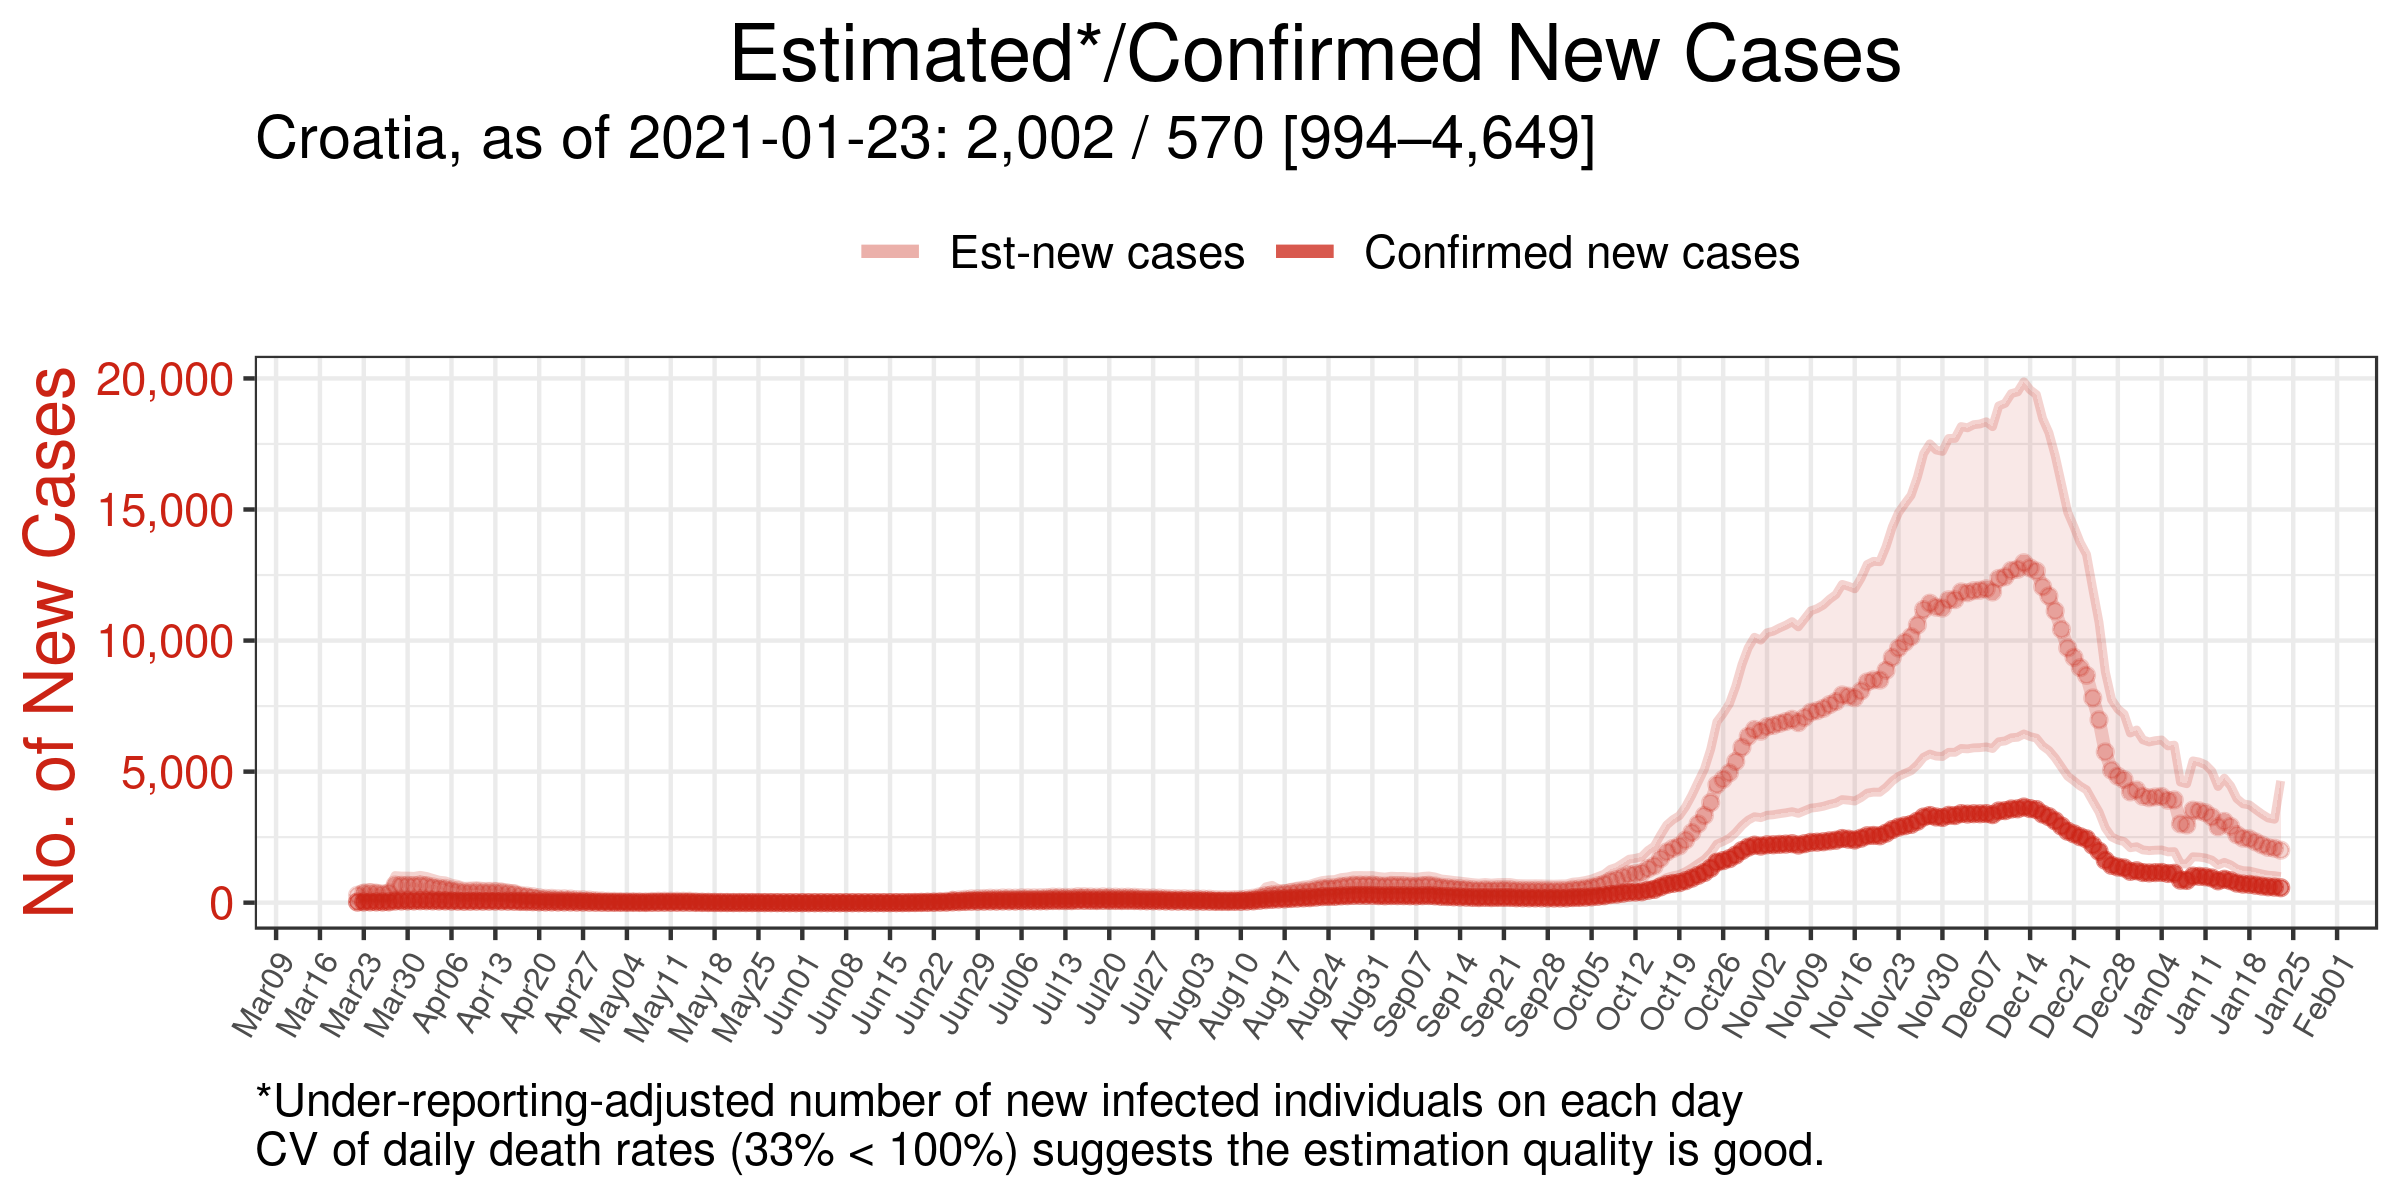 Estimated*/Confirmed New Cases
Croatia, as of 2021-01-23: 2,002 / 570 [994–4,649]
Est-new cases
Confirmed new cases
No. of New Cases
20,000
15,000
10,000
5,000
0
Mar09
Mar16
Mar23
Mar30
Apr06
Apr13
Apr20
Apr27
May04
May11
May18
May25
Jun01
Jun08
Jun15
Jun22
Jun29
Jul06
Jul13
Jul20
Jul27
Aug03
Aug10
Aug17
Aug24
Aug31
Sep07
Sep14
Sep21
Sep28
Oct05
Oct12
Oct19
Oct26
Nov02
Nov09
Nov16
Nov23
Nov30
Dec07
Dec14
Dec21
Dec28
Jan04
Jan11
Jan18
Jan25
Feb01
*Under-reporting-adjusted number of new infected individuals on each day
CV of daily death rates (33% < 100%) suggests the estimation quality is good.